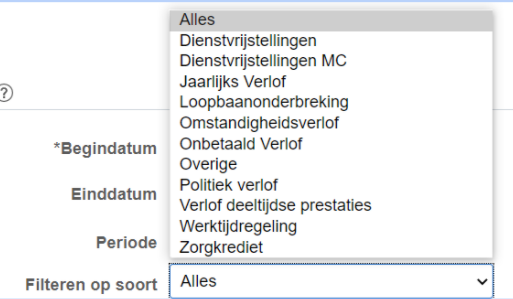 Alles
Dienstvrijstellingen
Dienstvrijstellingen MC
Jaarlijks Verlof
Loopbaanonderbreking
Omstandigheidsverlof
*Begindatum
Onbetaald Verlof
Overige
Politiek verlof
Einddatum
Verlof deeltijdse prestaties
Werktijdregeling
Periode
Zorgkrediet
Filteren op soort Alles